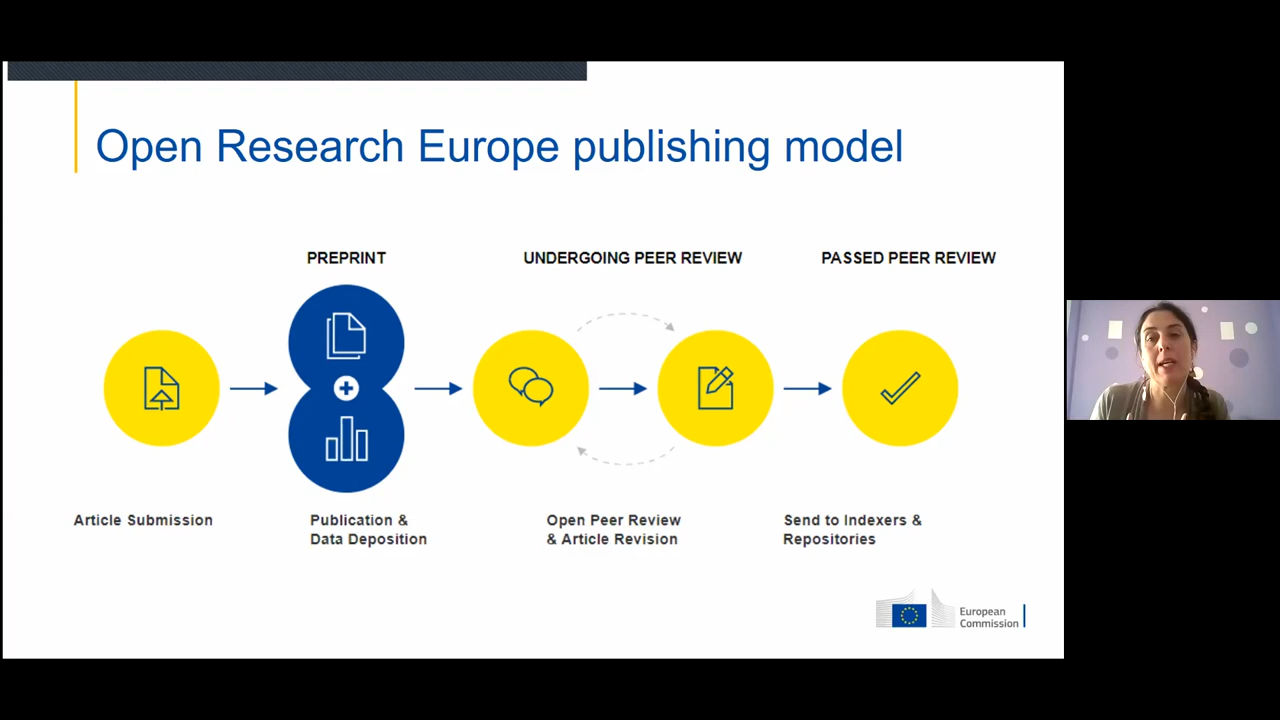 Open Research Europe publishing model
PREPRINT
UNDERGOING PEER REVIEW
PASSED PEER REVIEW
Article Submission
Publication &
Data Deposition
Open Peer Review
& Article Revision
Send to Indexers &
Repositories
European
Commission